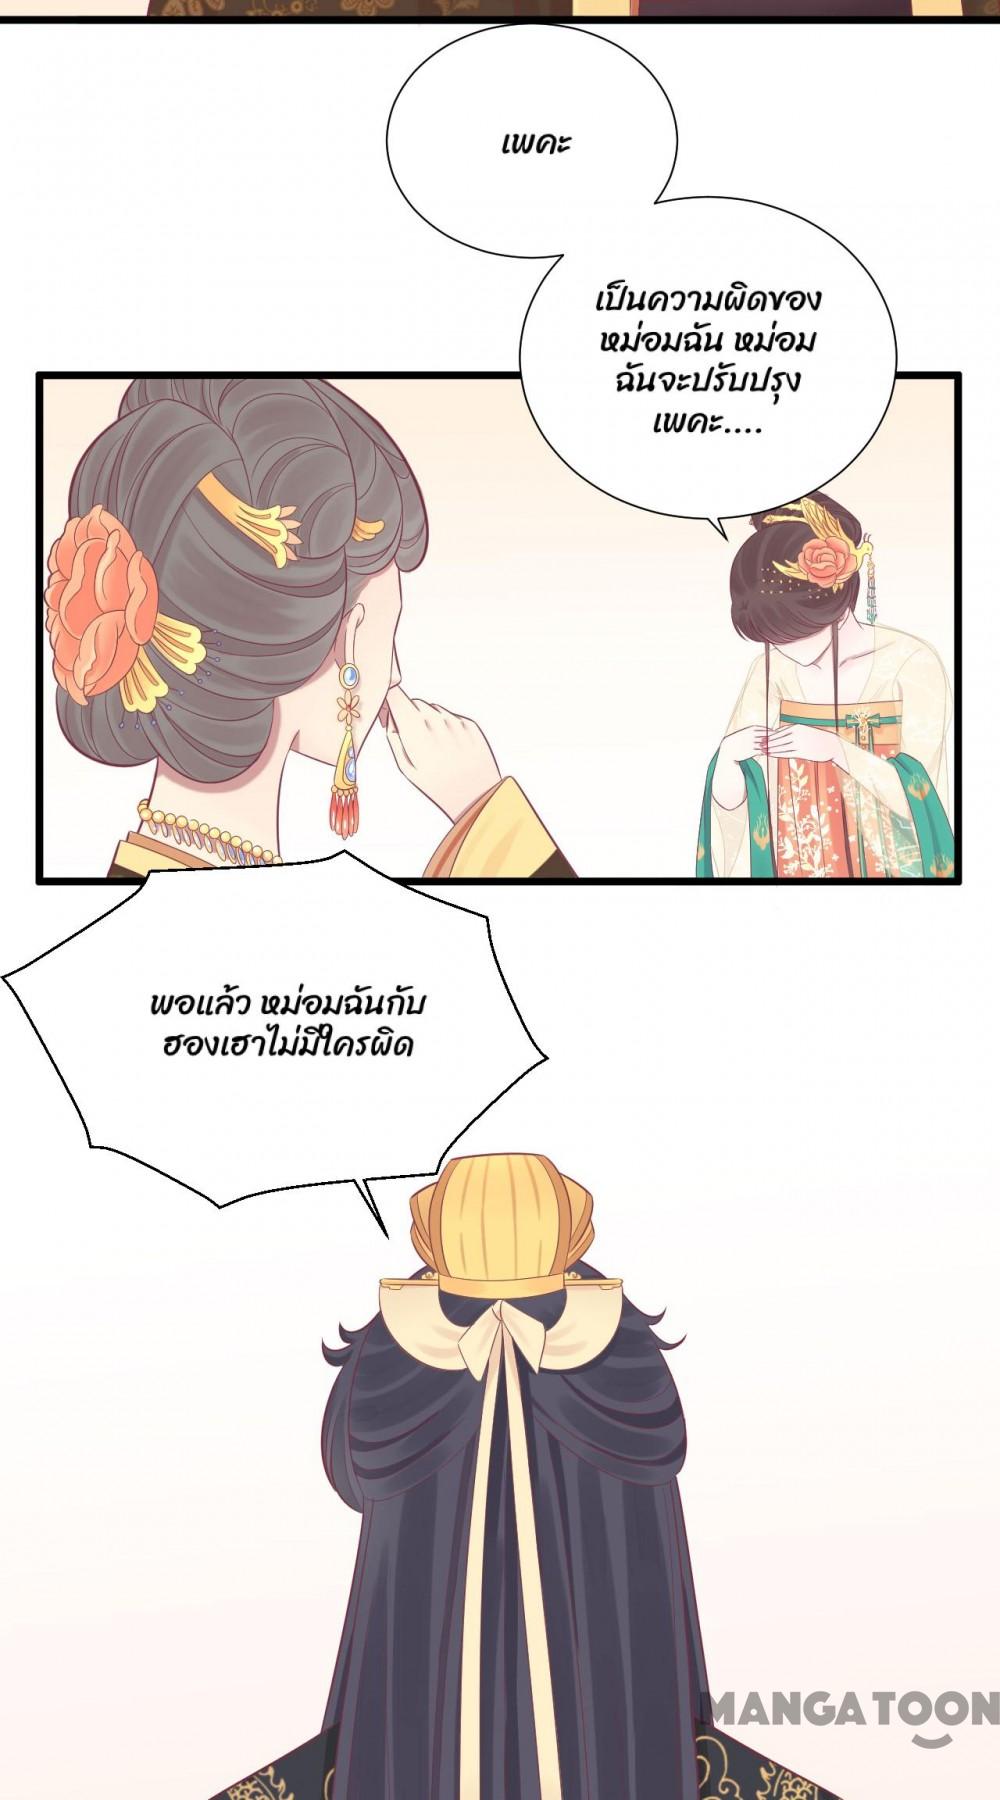 เพคะ
เป็นความผิดของ
หม่อมฉัน หม่อม
ฉันจะปรับปรุง
เพคะ....
พอแล้ว หม่อมฉันกับ
ฮองเฮาไม่มีใครผิด
MANGATOON